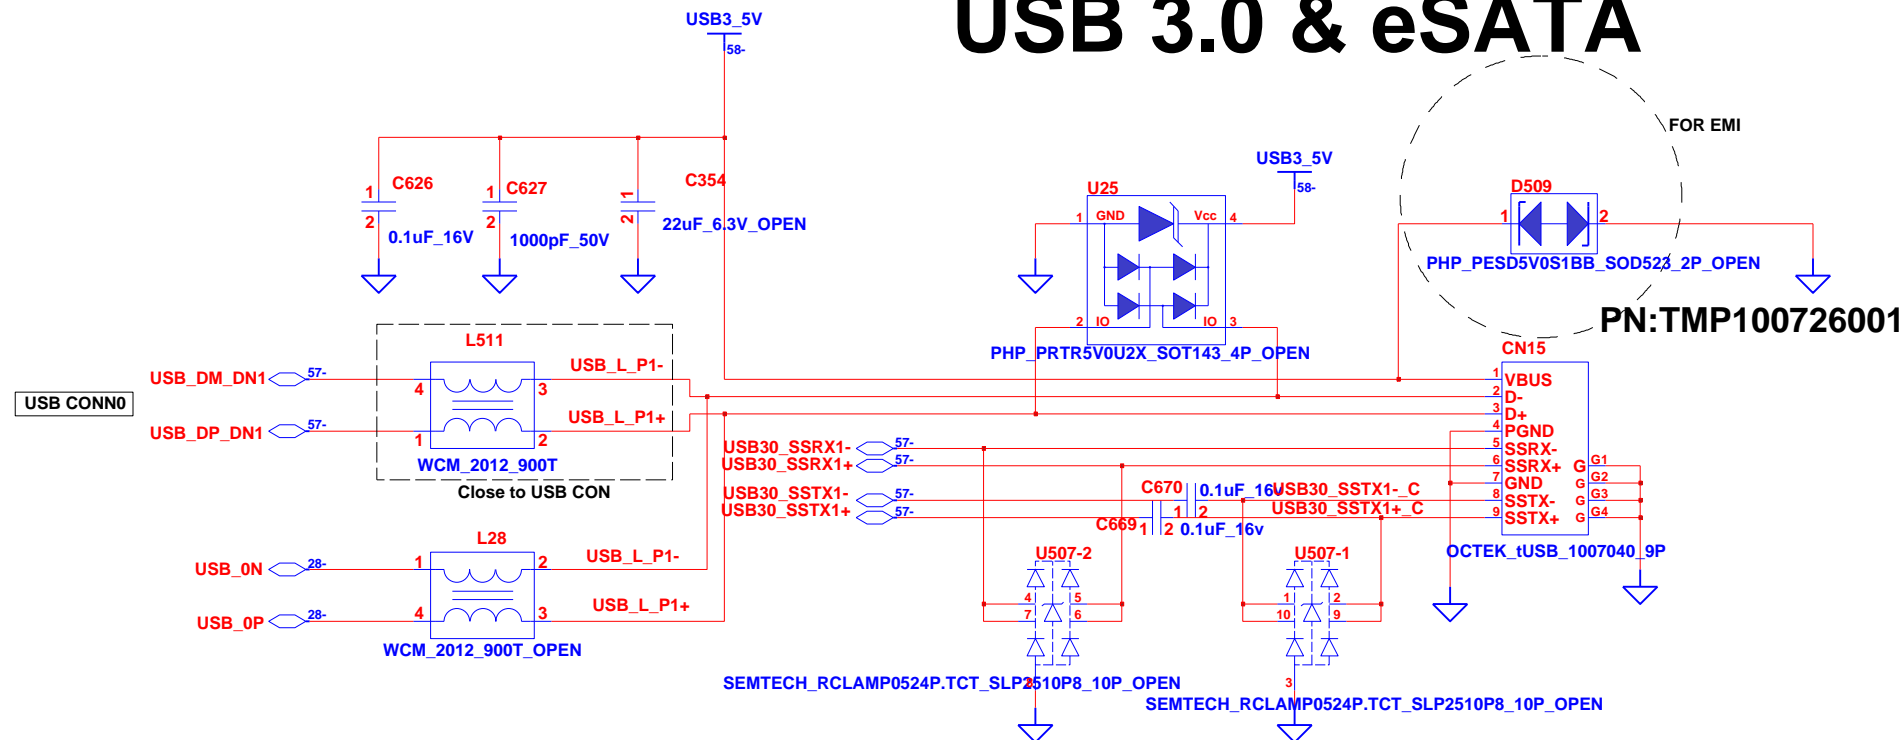 USB 3.0 & eSATA
USB3_5V
58-
FOR EMI
USB3_5V
58-
1 C626
2
0.1uF_16V
1 C627
2
1000pF_50V
1 C354
2
22uF_6.3V_OPEN
U25
1 GND Vcc 4
2 IO IO 3
PHP_PRTR5V0U2X_SOT143_4P_OPEN
D509
1 2
PHP_PESD5V0S1BB_SOD523_2P_OPEN
PN:TMP100726001
USB CONN0
L511
USB_DM_DN1 57- 4 3 USB_L_P1-
USB_DP_DN1 57- 1 2 USB_L_P1+
WCM_2012_900T
Close to USB CON
L28
USB_0N 28- 1 2 USB_L_P1-
USB_0P 28- 4 3 USB_L_P1+
WCM_2012_900T_OPEN
USB30_SSRX1- 57-
USB30_SSRX1+ 57-
USB30_SSTX1- 57-
USB30_SSTX1+ 57-
C670 0.1uF_16v
1 2
C669 1 2 0.1uF_16v
USB30_SSTX1-_C
USB30_SSTX1+_C
CN15
1 VBUS
2 D-
3 D+
4 PGND
5 SSRX-
6 SSRX+ G G1
7 GND G G2
8 SSTX- G G3
9 SSTX+ G G4
OCTEK_tUSB_1007040_9P
U507-2
4 5
7 6
SEMTECH_RCLAMP0524P.TCT_SLP2510P8_10P_OPEN
U507-1
1 2
10 9
3
SEMTECH_RCLAMP0524P.TCT_SLP2510P8_10P_OPEN